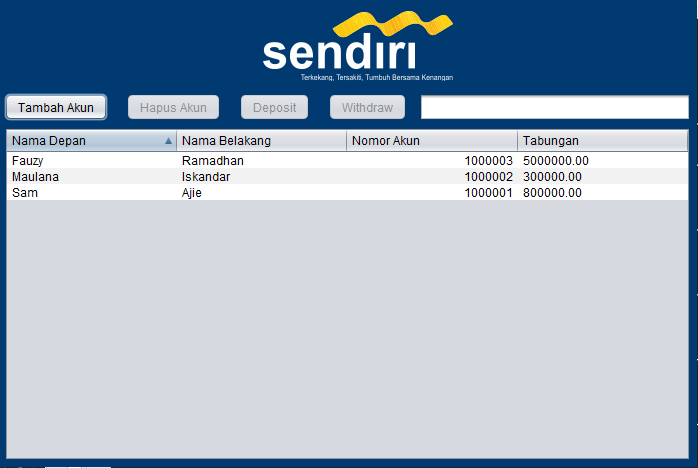 sendiri
Terkekang, Tersakiti, Tumbuh Bersama Kenangan
Tambah Akun Hapus Akun Deposit Withdraw
Nama Depan Nama Belakang Nomor Akun Tabungan
Fauzy Ramadhan 1000003 5000000.00
Maulana Iskandar 1000002 300000.00
Sam Ajie 1000001 800000.00